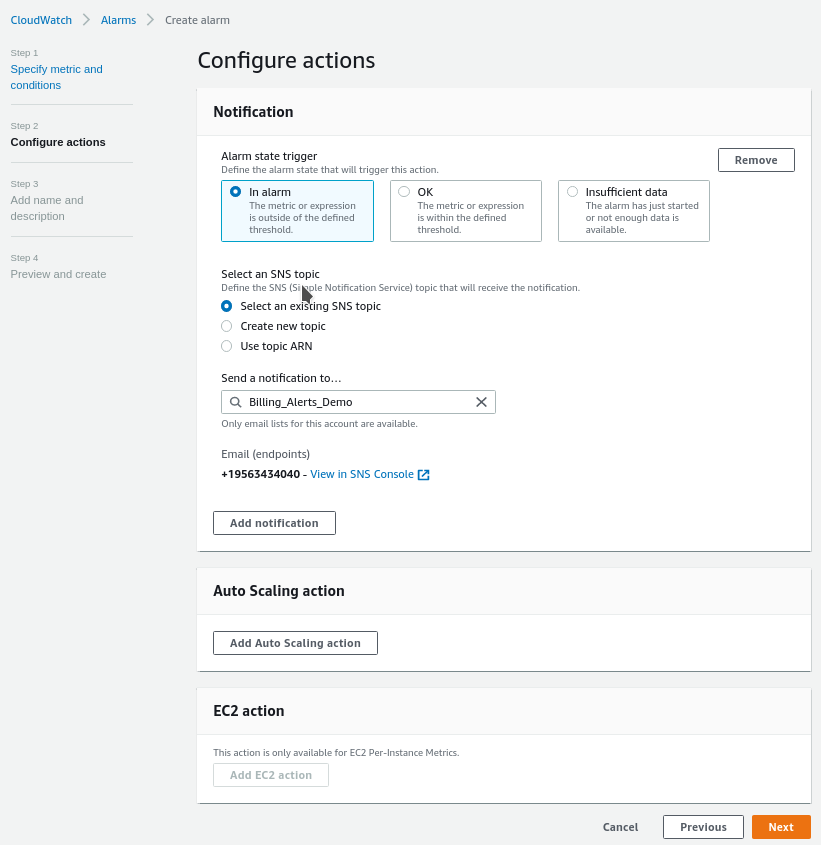 CloudWatch > Alarms > Create alarm
Step 1
Specify metric and
conditions
Step 2
Configure actions
Step 3
Add name and
description
Step 4
Preview and create
Configure actions
Notification
Alarm state trigger
Define the alarm state that will trigger this action.
Remove
In alarm
The metric or expression
is outside of the defined
threshold.
OK
The metric or expression
is within the defined
threshold.
Insufficient data
The alarm has just started
or not enough data is
available.
Select an SNS topic
Define the SNS (Simple Notification Service) topic that will receive the notification.
Select an existing SNS topic
Create new topic
Use topic ARN
Send a notification to…
Billing_Alerts_Demo
Only email lists for this account are available.
Email (endpoints)
+19563434040 - View in SNS Console
Add notification
Auto Scaling action
Add Auto Scaling action
EC2 action
This action is only available for EC2 Per-Instance Metrics.
Add EC2 action
Cancel Previous Next